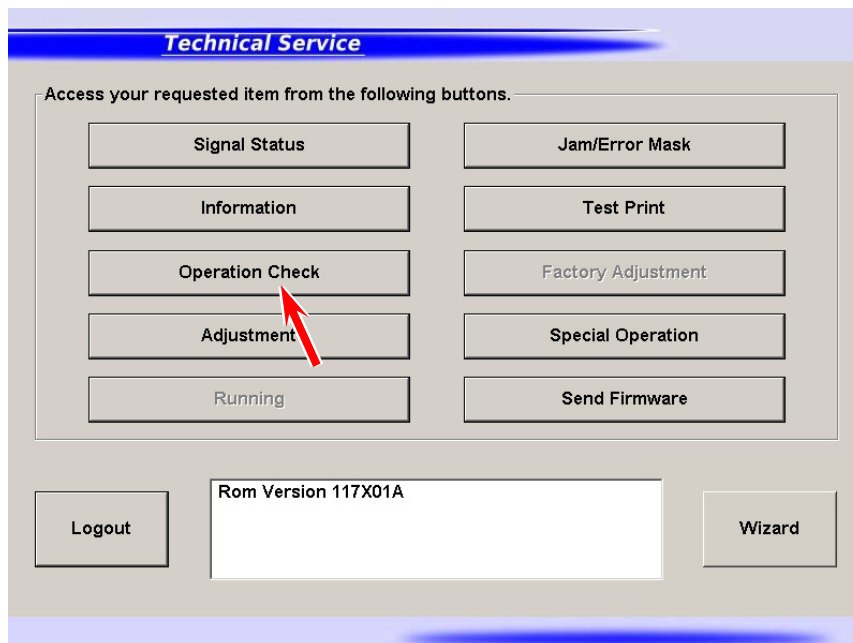 Technical Service
Access your requested item from the following buttons.
Signal Status
Jam/Error Mask
Information
Test Print
Operation Check
Factory Adjustment
Adjustment
Special Operation
Running
Send Firmware
Rom Version 117X01A
Logout
Wizard